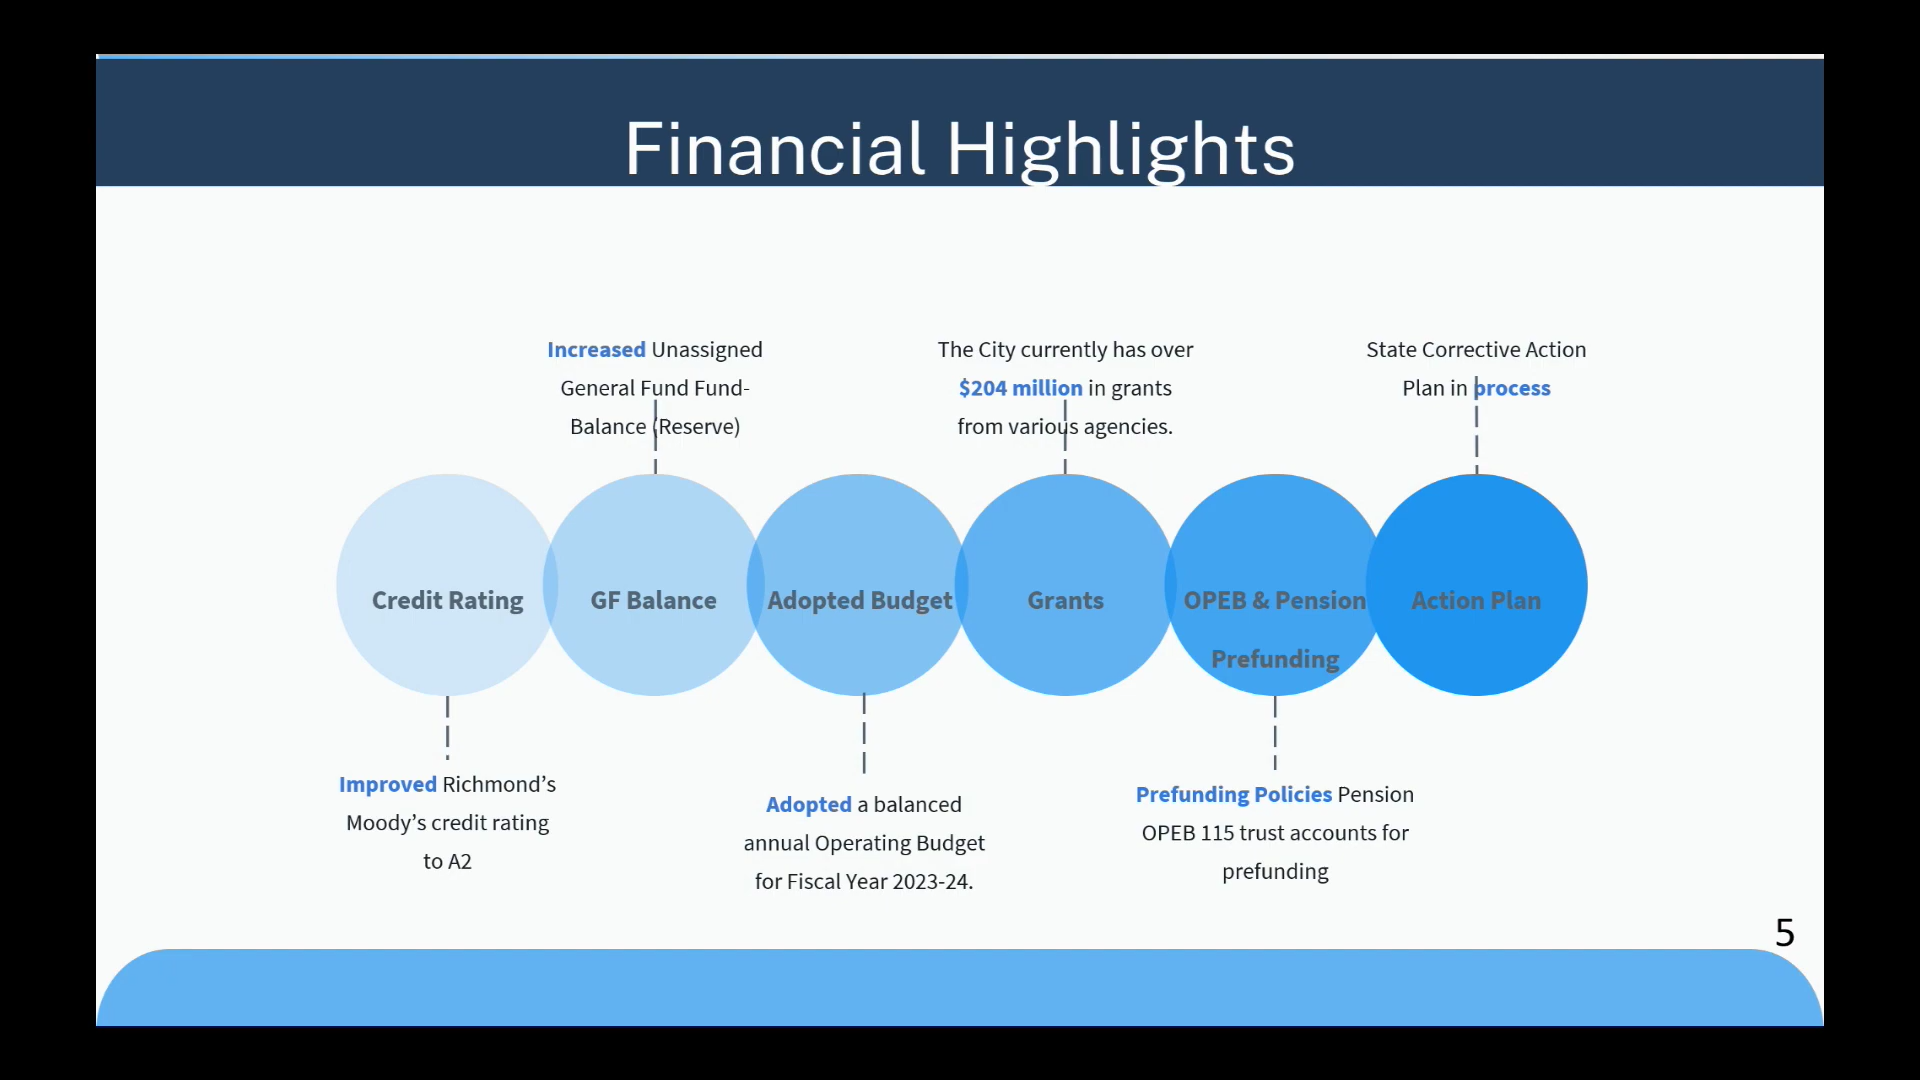 Financial Highlights
Increased Unassigned
General Fund Fund-
Balance (Reserve)
The City currently has over
$204 million in grants
from various agencies.
State Corrective Action
Plan in process
Credit Rating
GF Balance
Adopted Budget
Grants
OPEB & Pension
Prefunding
Action Plan
Improved Richmond’s
Moody’s credit rating
to A2
Adopted a balanced
annual Operating Budget
for Fiscal Year 2023-24.
Prefunding Policies Pension
OPEB 115 trust accounts for
prefunding
5